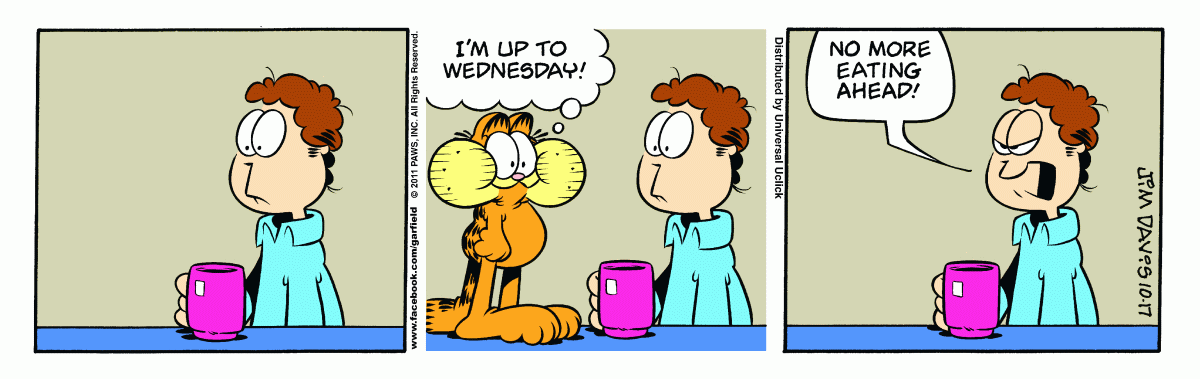 www.facebook.com/garfield © 2011 PAWS, INC. All Rights Reserved.
I'M UP TO
WEDNESDAY!
Distributed by Universal Uclick
NO MORE
EATING
AHEAD!
JIM DAVIS 10·17